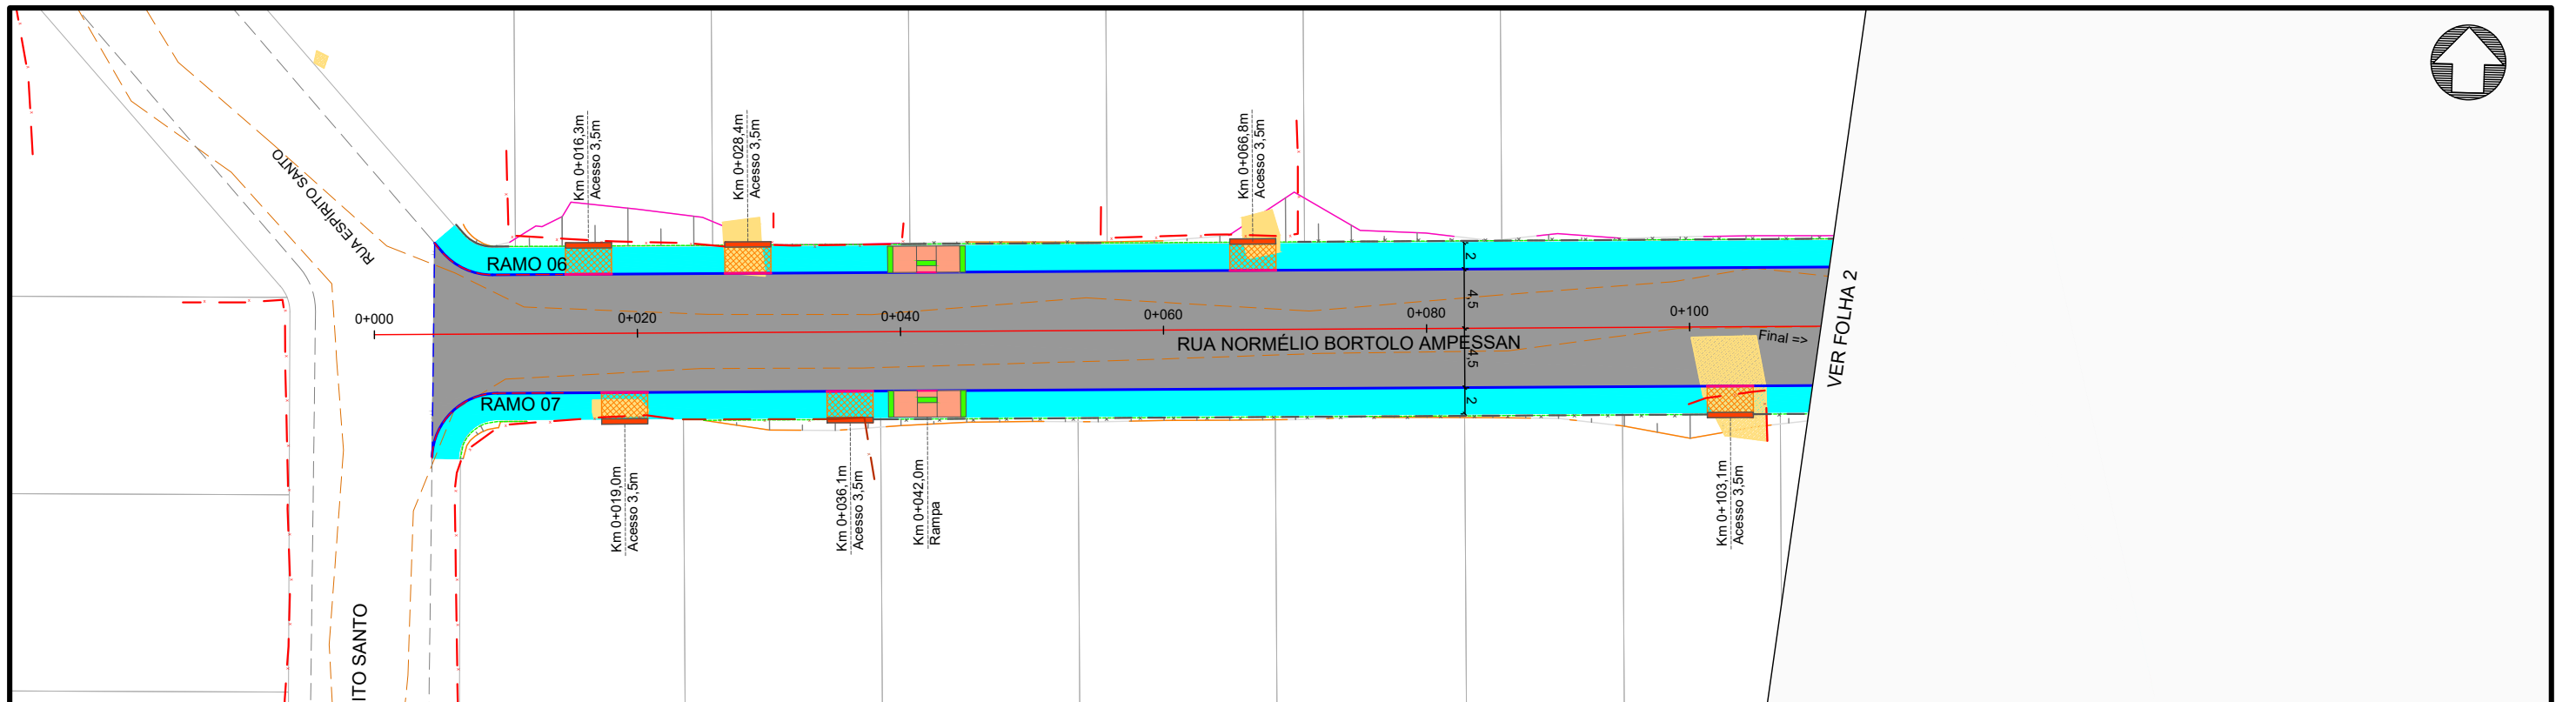 Km 0+016,3m
Acesso 3,5m
Km 0+028,4m
Acesso 3,5m
Km 0+066,8m
Acesso 3,5m
RUA ESPÍRITO SANTO
RAMO 06
2
4,5
0+000
0+020
0+040
0+060
0+080
0+100
Final =>
RUA NORMÉLIO BORTOLO AMPESSAN
4,5
VER FOLHA 2
RAMO 07
2
Km 0+019,0m
Acesso 3,5m
Km 0+036,1m
Acesso 3,5m
Km 0+042,0m
Rampa
Km 0+103,1m
Acesso 3,5m
ITO SANTO